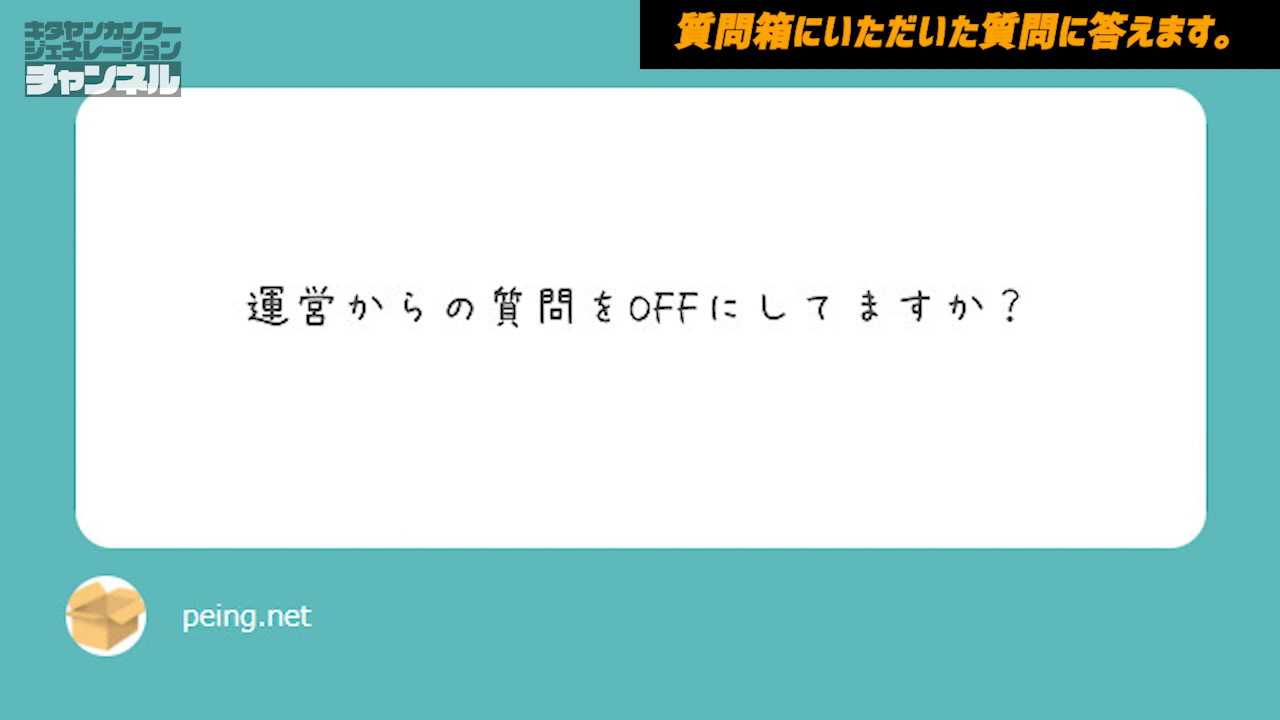 キタヤンカンフー
ジェネレーション
チャンネル
質問箱にいただいた質問に答えます。
運営からの質問をOFFにしてますか？
peing.net